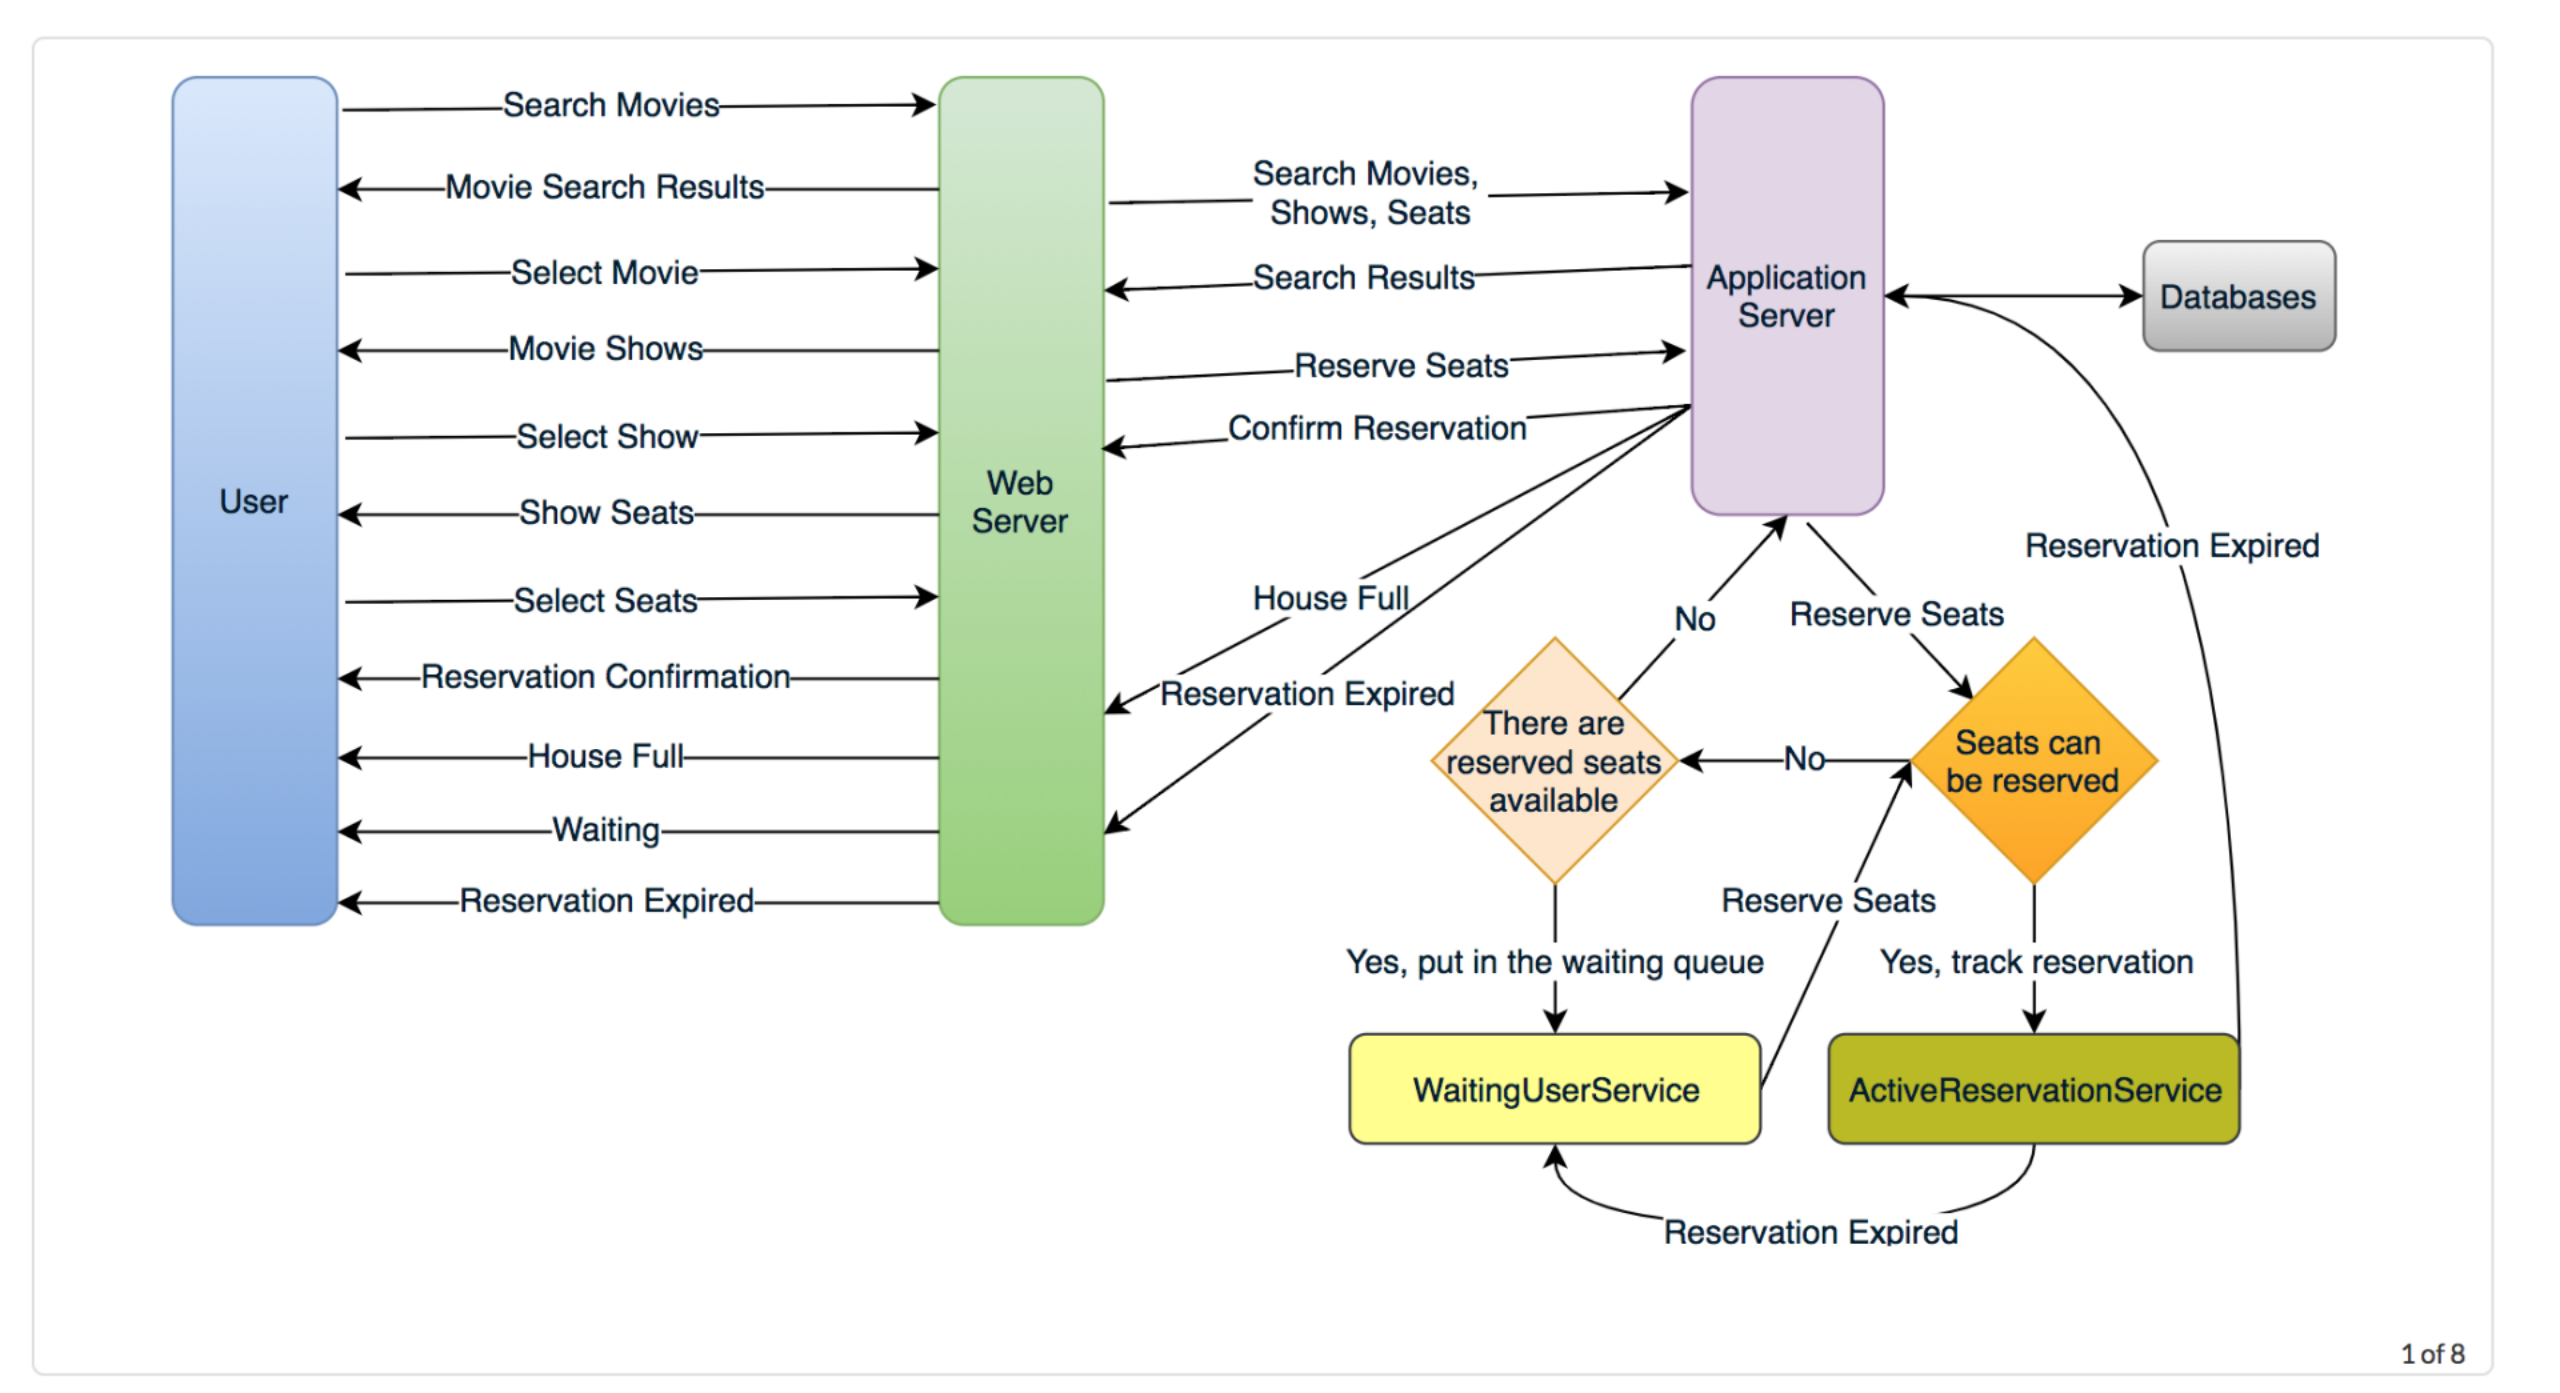 Search Movies
Movie Search Results
Select Movie
Movie Shows
Select Show
User
Show Seats
Select Seats
Reservation Confirmation
House Full
Waiting
Reservation Expired
Web
Server
Search Movies,
Shows, Seats
Search Results
Reserve Seats
Confirm Reservation
House Full
Reservation Expired
Application
Server
Databases
Reservation Expired
No
Reserve Seats
There are
reserved seats
available
No
Seats can
be reserved
Reserve Seats
Yes, put in the waiting queue
Yes, track reservation
WaitingUserService
ActiveReservationService
Reservation Expired
1 of 8